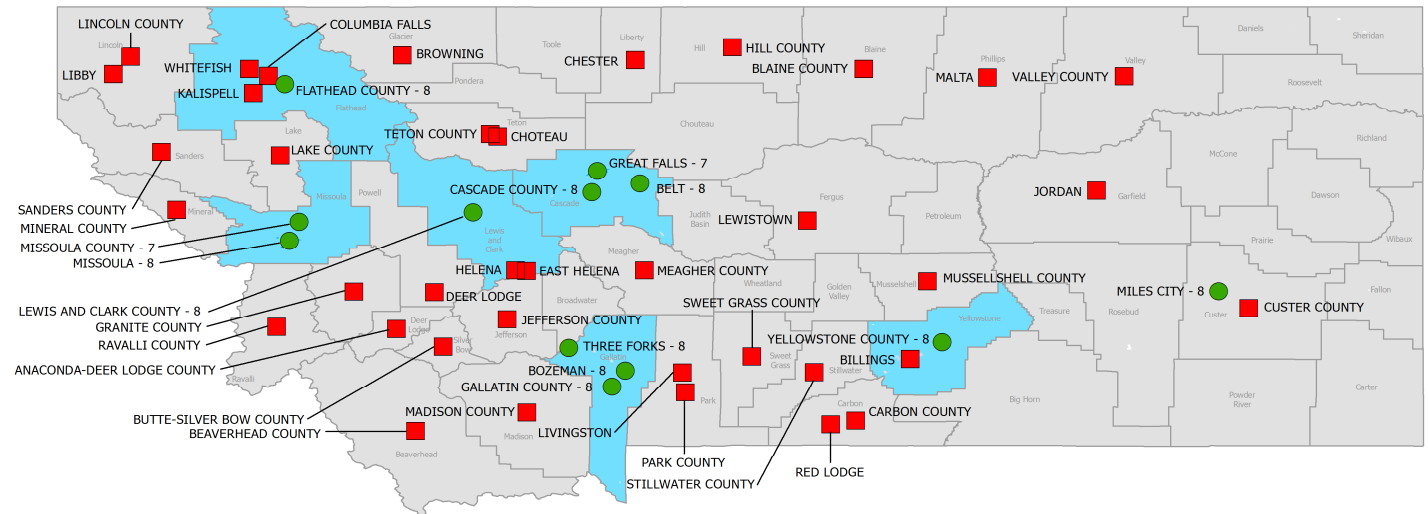 LINCOLN COUNTY
COLUMBIA FALLS
Lincoln
Glacier
Liberty
Toole
Hill
HILL COUNTY
Blaine
Daniels
Sheridan
LIBBY
WHITEFISH
BROWNING
CHESTER
BLAINE COUNTY
Phillips
MALTA
VALLEY COUNTY
Valley
Roosevelt
KALISPELL
FLATHEAD COUNTY - 8
Flathead
Pondera
Lake
Teton
TETON COUNTY
CHOTEAU
Chouteau
Richland
Sanders
LAKE COUNTY
GREAT FALLS - 7
McCone
CASCADE COUNTY - 8
BELT - 8
Cascade
Missoula
Powell
Fergus
JORDAN
Garfield
Dawson
SANDERS COUNTY
Mineral
MINERAL COUNTY
Judith
Basin
LEWISTOWN
Petroleum
MISSOULA COUNTY - 7
Lewis
and
Clark
Prairie
Wibaux
MISSOULA - 8
Meagher
HELENA
EAST HELENA
MEAGHER COUNTY
Wheatland
Golden
Valley
Musselshell
MUSSELLSHELL COUNTY
MILES CITY - 8
Fallon
DEER LODGE
Broadwater
SWEET GRASS COUNTY
LEWIS AND CLARK COUNTY - 8
GRANITE COUNTY
RAVALLI COUNTY
Deer
Lodge
Silver
Bow
JEFFERSON COUNTY
Jefferson
Yellowstone
Treasure
Rosebud
Custer
CUSTER COUNTY
YELLOWSTONE COUNTY - 8
THREE FORKS - 8
Gallatin
BILLINGS
Sweet
Grass
Stillwater
ANACONDA-DEER LODGE COUNTY
BOZEMAN - 8
Ravalli
GALLATIN COUNTY - 8
Park
Big Horn
Powder
River
Carter
BUTTE-SILVER BOW COUNTY
MADISON COUNTY
Carbon
CARBON COUNTY
BEAVERHEAD COUNTY
Madison
LIVINGSTON
Beaverhead
PARK COUNTY
RED LODGE
STILLWATER COUNTY